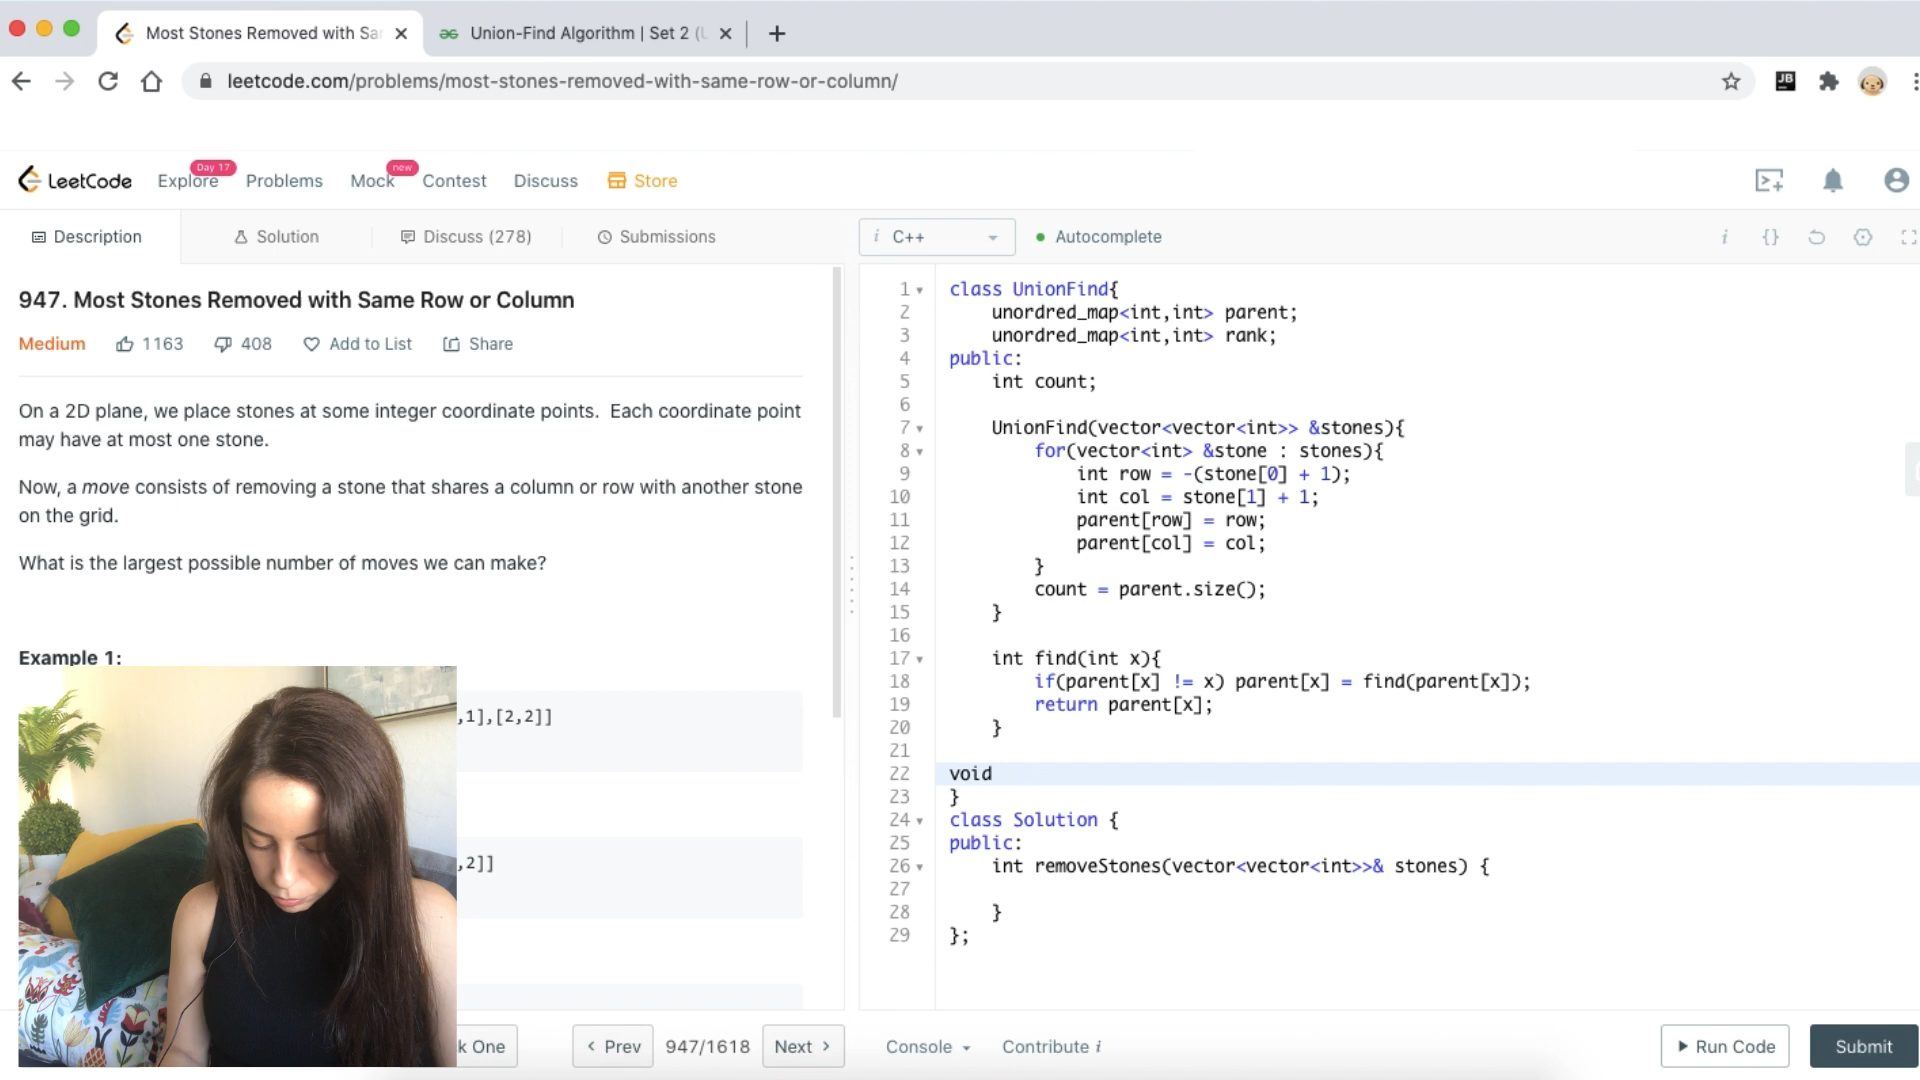 Most Stones Removed with Sa
Union-Find Algorithm | Set 2 (
leetcode.com/problems/most-stones-removed-with-same-row-or-column/
JB
LeetCode
Explore
Day 17
Problems
Mock
new
Contest
Discuss
Store
Description
Solution
Discuss (278)
Submissions
i C++
Autocomplete
i {}
947. Most Stones Removed with Same Row or Column
Medium 1163 408 Add to List Share
On a 2D plane, we place stones at some integer coordinate points.  Each coordinate point
may have at most one stone.
Now, a move consists of removing a stone that shares a column or row with another stone
on the grid.
What is the largest possible number of moves we can make?
Example 1:
,1],[2,2]]
,2]]
k One
Prev
947/1618
Next
1 class UnionFind{
2     unordred_map<int,int> parent;
3     unordred_map<int,int> rank;
4 public:
5     int count;
6
7     UnionFind(vector<vector<int>> &stones){
8         for(vector<int> &stone : stones){
9             int row = -(stone[0] + 1);
10             int col = stone[1] + 1;
11             parent[row] = row;
12             parent[col] = col;
13         }
14         count = parent.size();
15     }
16
17     int find(int x){
18         if(parent[x] != x) parent[x] = find(parent[x]);
19         return parent[x];
20     }
21
22 void
23 }
24 class Solution {
25 public:
26     int removeStones(vector<vector<int>>& stones) {
27
28     }
29 };
Console
Contribute i
Run Code
Submit